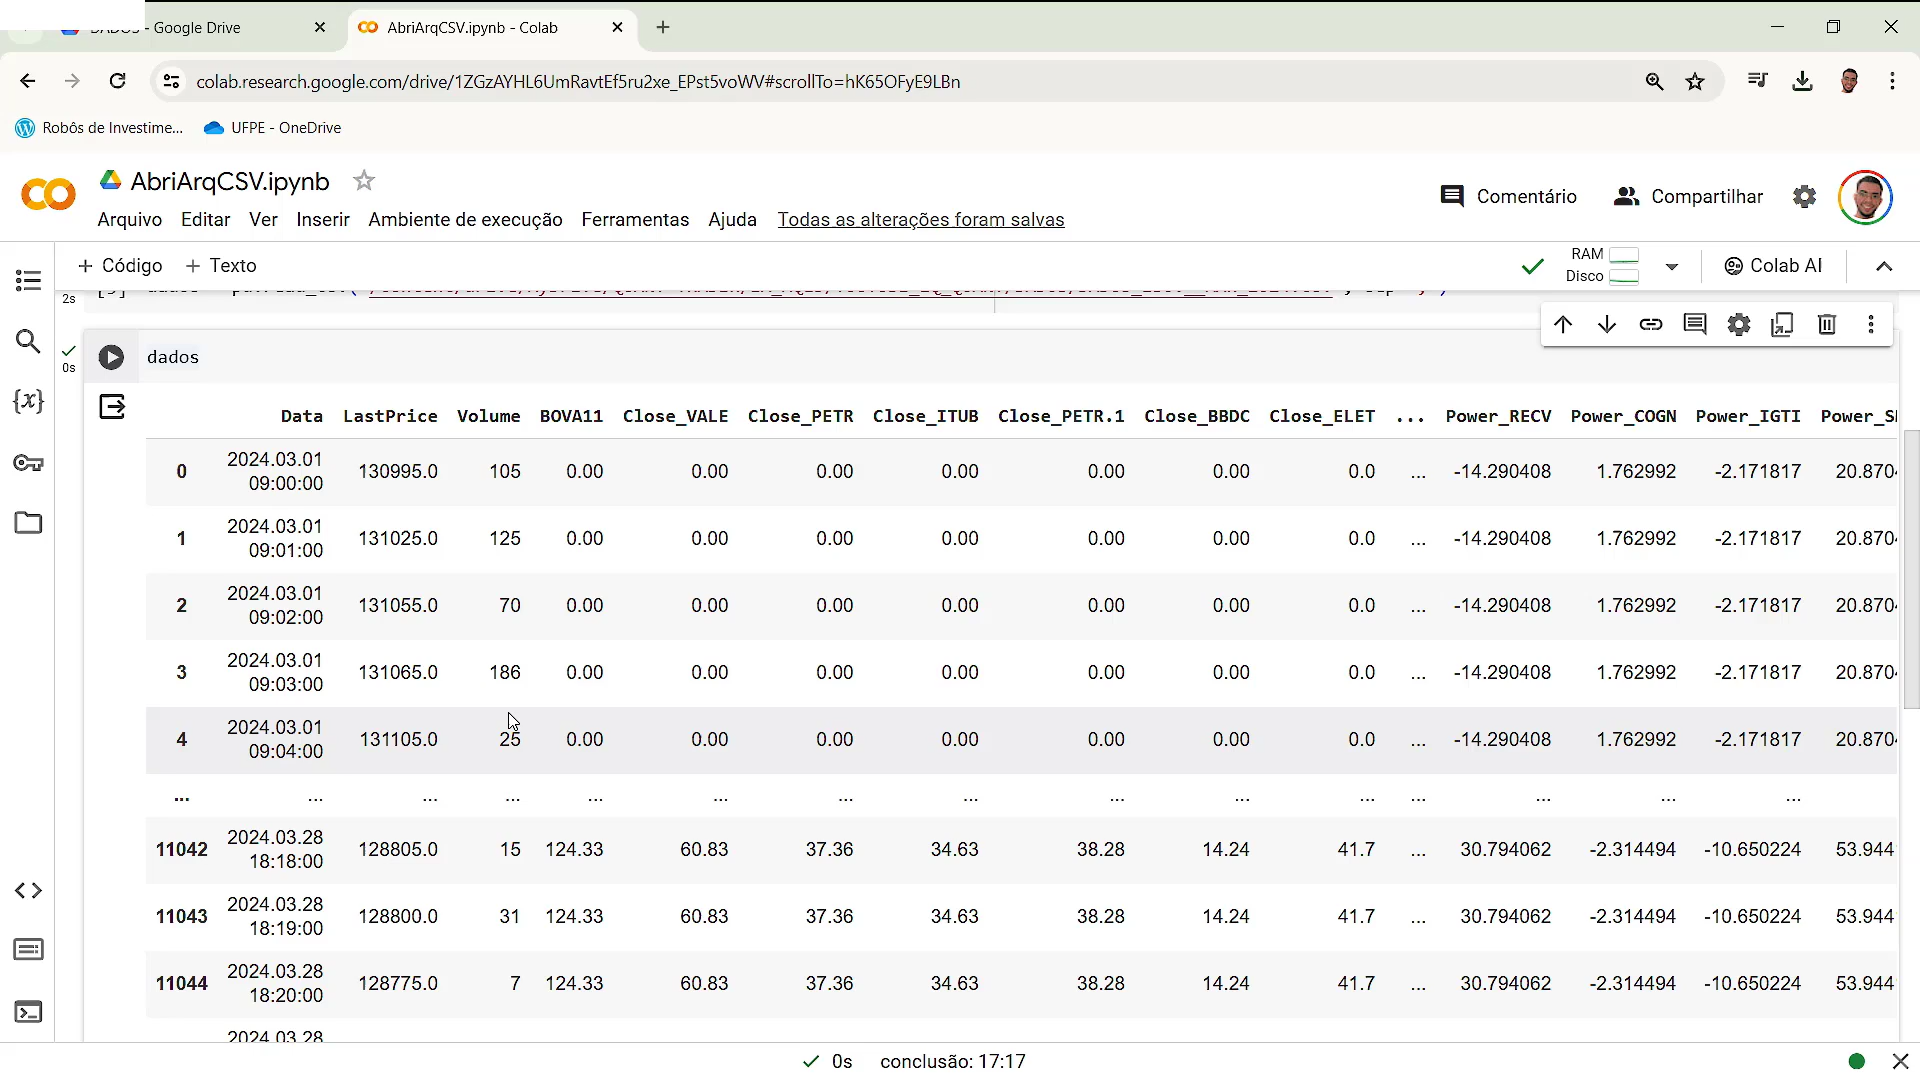 - Google Drive
AbriArqCSV.ipynb - Colab
colab.research.google.com/drive/1ZGzAYHL6UmRavtEf5ru2xe_EPst5voWV#scrollTo=hK65OFyE9LBn
Robôs de Investime... UFPE - OneDrive
AbriArqCSV.ipynb
Arquivo Editar Ver Inserir Ambiente de execução Ferramentas Ajuda Todas as alterações foram salvas
Comentário Compartilhar
+ Código + Texto
RAM
Disco
Colab AI
2s
0s
dados
Data LastPrice Volume BOVA11 Close_VALE Close_PETR Close_ITUB Close_PETR.1 Close_BBDC Close_ELET ... Power_RECV Power_COGN Power_IGTI
0 2024.03.01 09:00:00 130995.0 105 0.00 0.00 0.00 0.00 0.00 0.00 0.0 ... -14.290408 1.762992 -2.171817 20.870
1 2024.03.01 09:01:00 131025.0 125 0.00 0.00 0.00 0.00 0.00 0.00 0.0 ... -14.290408 1.762992 -2.171817 20.870
2 2024.03.01 09:02:00 131055.0 70 0.00 0.00 0.00 0.00 0.00 0.00 0.0 ... -14.290408 1.762992 -2.171817 20.870
3 2024.03.01 09:03:00 131065.0 186 0.00 0.00 0.00 0.00 0.00 0.00 0.0 ... -14.290408 1.762992 -2.171817 20.870
4 2024.03.01 09:04:00 131105.0 25 0.00 0.00 0.00 0.00 0.00 0.00 0.0 ... -14.290408 1.762992 -2.171817 20.870
... ... ... ... ... ... ... ... ... ... ... ... ... ... ...
11042 2024.03.28 18:18:00 128805.0 15 124.33 60.83 37.36 34.63 38.28 14.24 41.7 ... 30.794062 -2.314494 -10.650224 53.944
11043 2024.03.28 18:19:00 128800.0 31 124.33 60.83 37.36 34.63 38.28 14.24 41.7 ... 30.794062 -2.314494 -10.650224 53.944
11044 2024.03.28 18:20:00 128775.0 7 124.33 60.83 37.36 34.63 38.28 14.24 41.7 ... 30.794062 -2.314494 -10.650224 53.944
2024.03.28
0s conclusão: 17:17